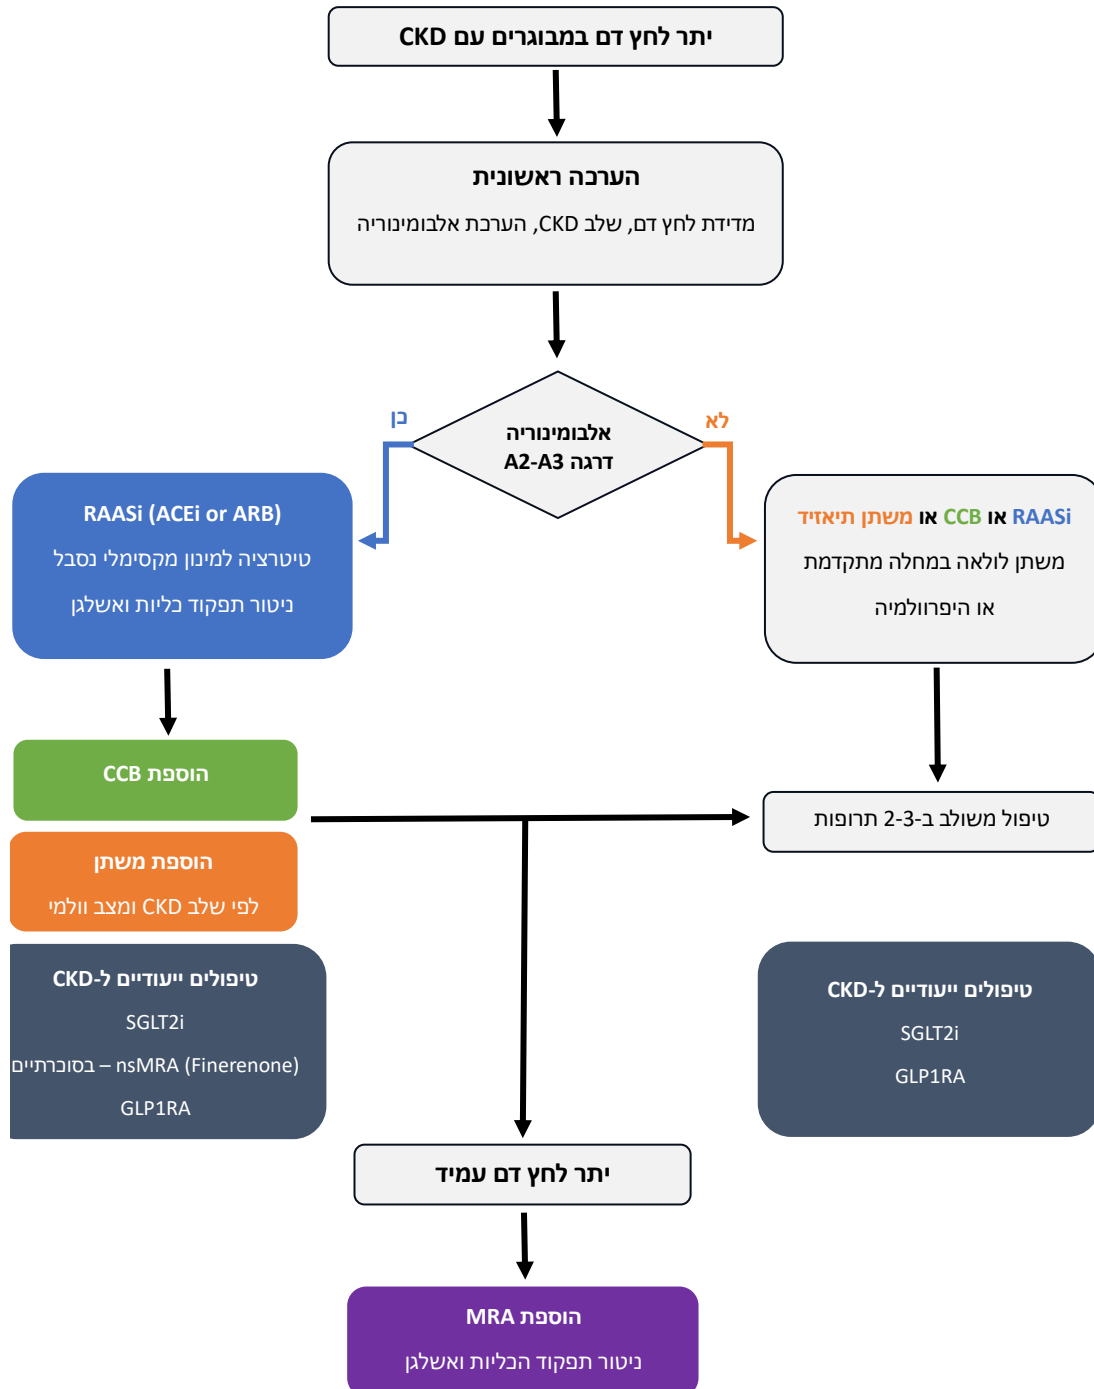 יתר לחץ דם במבוגרים עם CKD
הערכה ראשונית
מדידת לחץ דם, שלב CKD, הערכת אלבומינוריה
אלבומינוריה
דרגה A2-A3
לא
כן
RAASi או CCB או משתן תיאזיד
משתן לולאה במחלה מתקדמת
או היפרוולמיה
RAASi (ACEi or ARB)
טיטרציה למינון מקסימלי נסבל
ניטור תפקוד כליות ואשלגן
הוספת CCB
הוספת משתן
לפי שלב CKD ומצב וולמי
טיפול משולב ב-2-3 תרופות
טיפולים ייעודיים ל-CKD
SGLT2i
GLP1RA
טיפולים ייעודיים ל-CKD
SGLT2i
nsMRA (Finerenone) – בסוכרתיים
GLP1RA
יתר לחץ דם עמיד
הוספת MRA
ניטור תפקוד הכליות ואשלגן